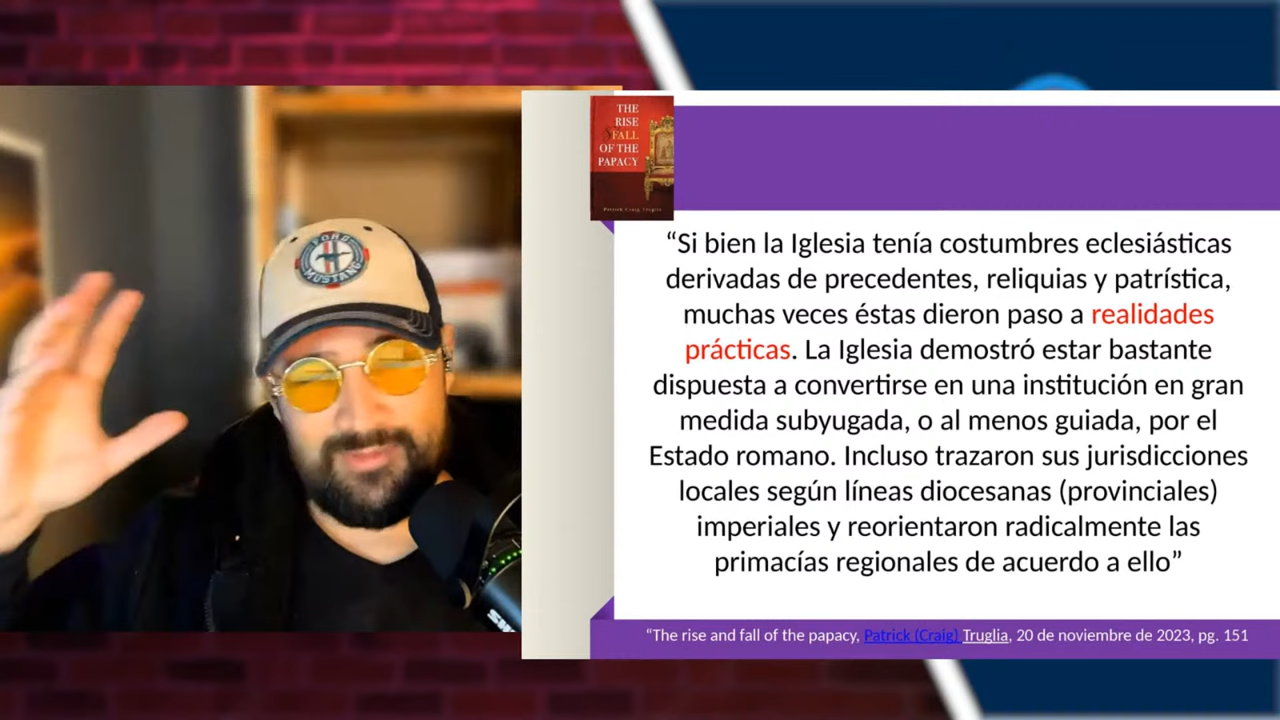 FORD
MUSTANG
THE
RISE
FALL
OF THE
PAPACY
Patrick Craig Truglia
“Si bien la Iglesia tenía costumbres eclesiásticas
derivadas de precedentes, reliquias y patrística,
muchas veces éstas dieron paso a realidades
prácticas. La Iglesia demostró estar bastante
dispuesta a convertirse en una institución en gran
medida subyugada, o al menos guiada, por el
Estado romano. Incluso trazaron sus jurisdicciones
locales según líneas diocesanas (provinciales)
imperiales y reorientaron radicalmente las
primacías regionales de acuerdo a ello”
“The rise and fall of the papacy, Patrick (Craig) Truglia, 20 de noviembre de 2023, pg. 151